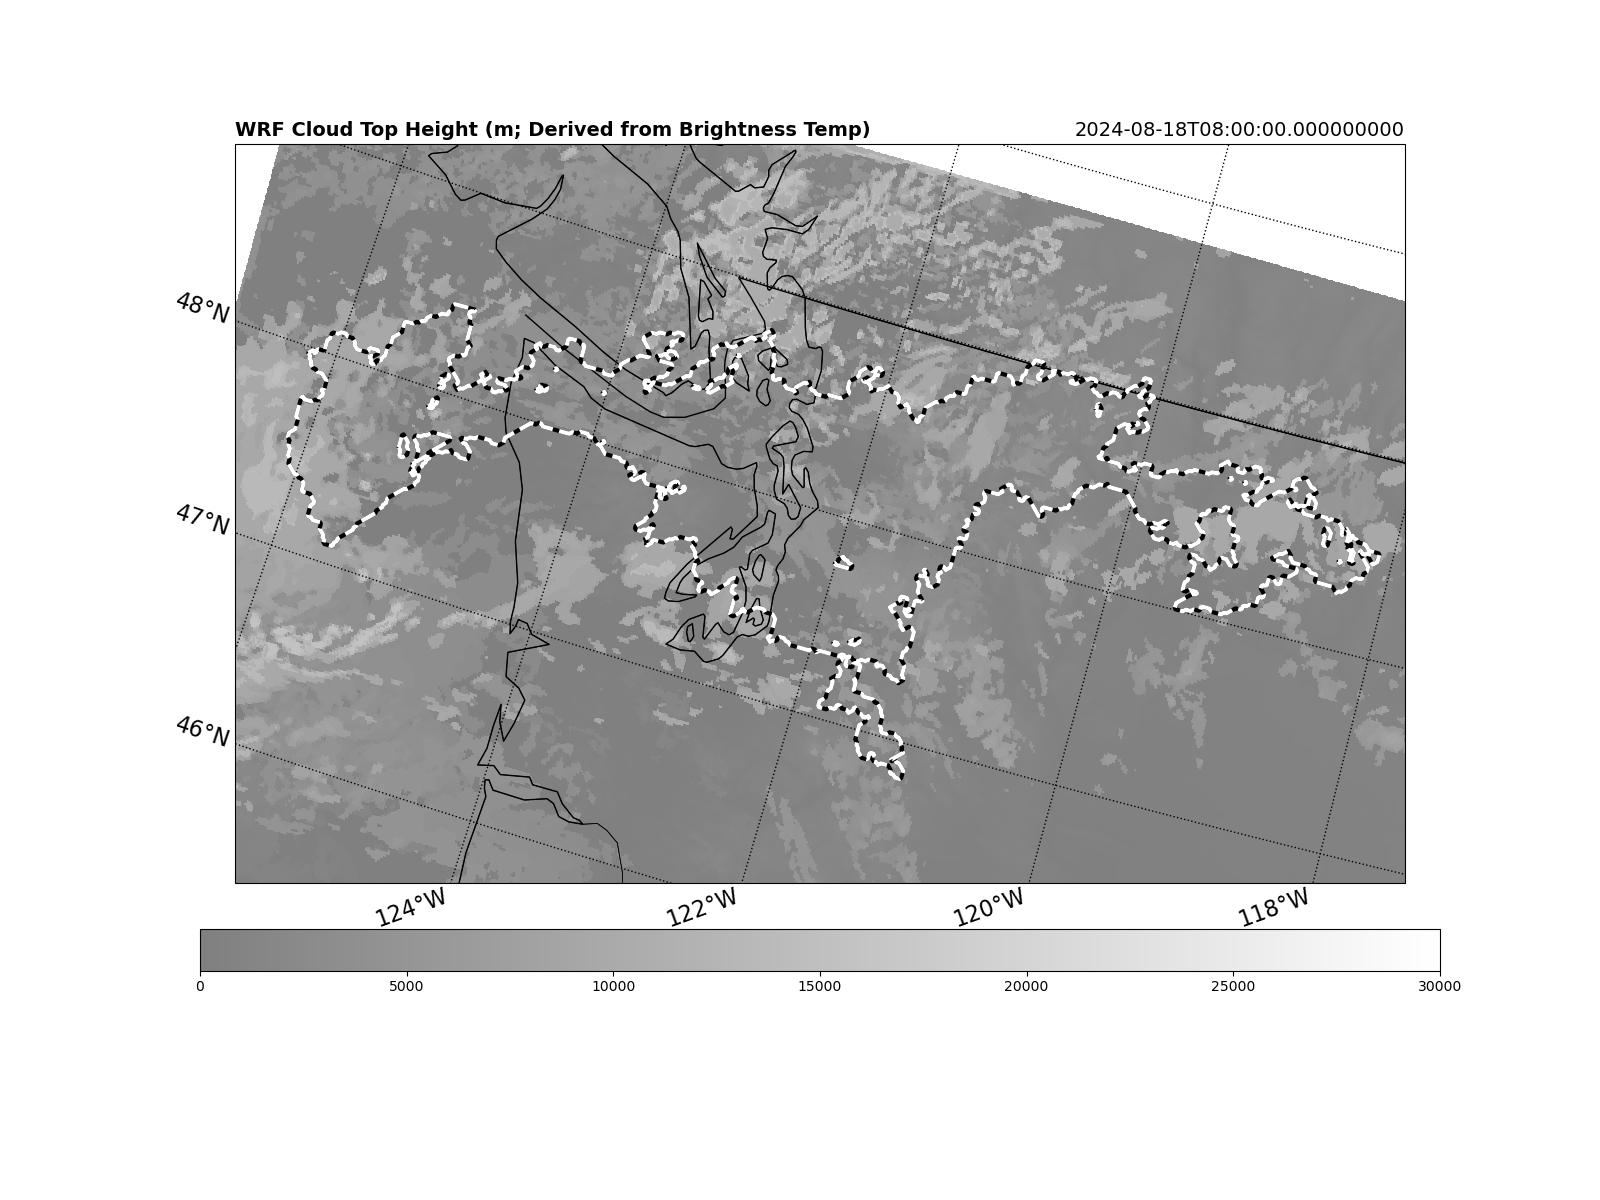 WRF Cloud Top Height (m; Derived from Brightness Temp) 2024-08-18T08:00:00.000000000
48°N
47°N
46°N
124°W 122°W 120°W 118°W
0 5000 10000 15000 20000 25000 30000